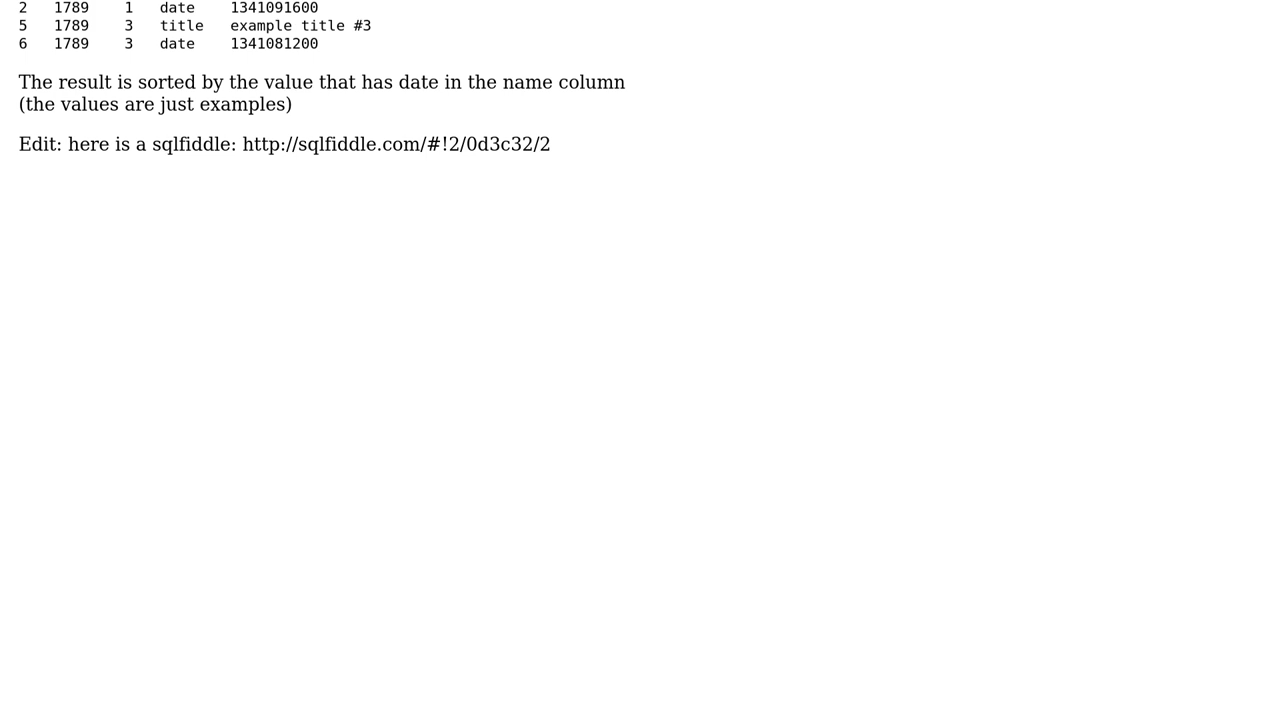 2   1789    1   date    1341091600
5   1789    3   title   example title #3
6   1789    3   date    1341081200
The result is sorted by the value that has date in the name column
(the values are just examples)
Edit: here is a sqlfiddle: http://sqlfiddle.com/#!2/0d3c32/2